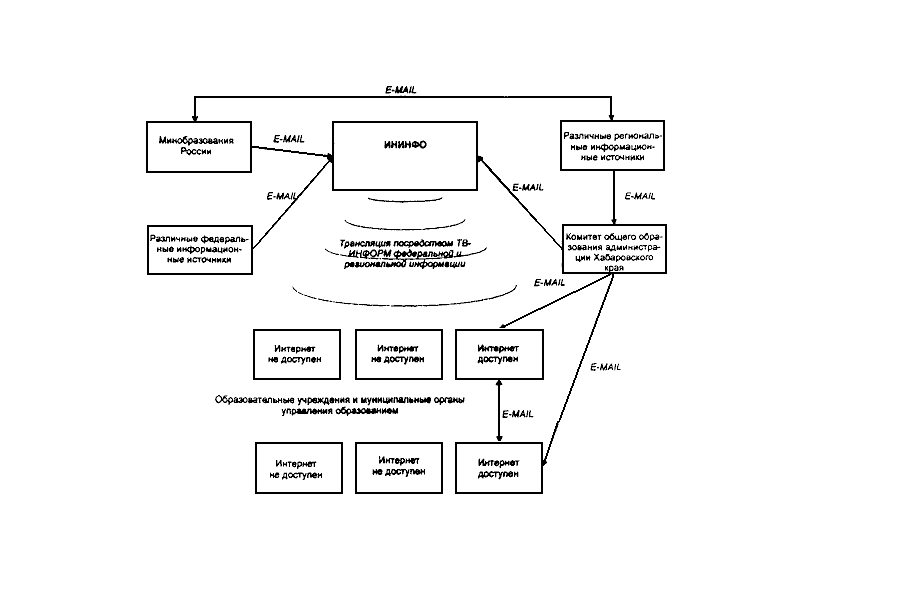 E-MAIL
Минобразования
России
E-MAIL
ИНИНФО
Различные региональ-
ные информацион-
ные источники
E-MAIL
E-MAIL
E-MAIL
Различные федераль-
ные информацион-
ные источники
Трансляция посредством ТВ-
ИНФОРМ федеральной и
региональной информации
Комитет общего обра-
зования администра-
ции Хабаровского
края
E-MAIL
Интернет
не доступен
Интернет
не доступен
Интернет
доступен
E-MAIL
Образовательные учреждения и муниципальные органы
управления образованием
E-MAIL
Интернет
не доступен
Интернет
не доступен
Интернет
доступен